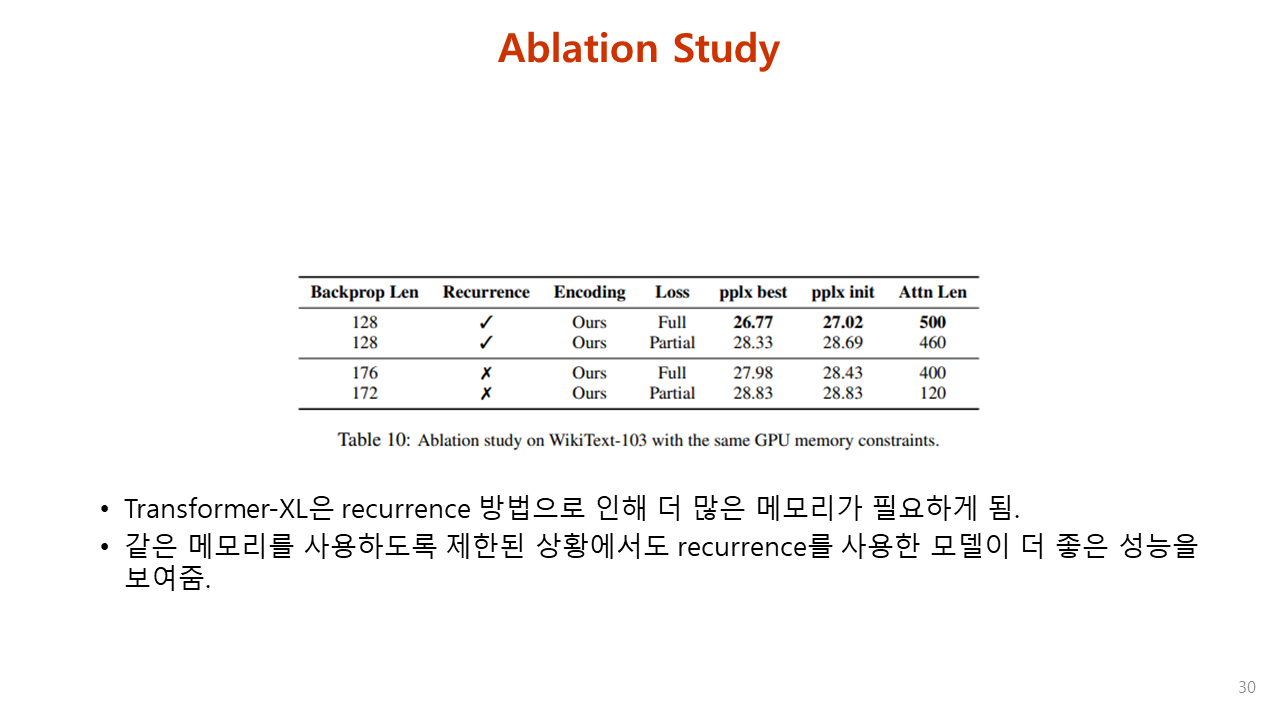 Ablation Study
Backprop Len Recurrence Encoding Loss pplx best pplx init Attn Len
128 ✓ Ours Full 26.77 27.02 500
128 ✓ Ours Partial 28.33 28.69 460
176 ✗ Ours Full 27.98 28.43 400
172 ✗ Ours Partial 28.83 28.83 120
Table 10: Ablation study on WikiText-103 with the same GPU memory constraints.
• Transformer-XL은 recurrence 방법으로 인해 더 많은 메모리가 필요하게 됨.
• 같은 메모리를 사용하도록 제한된 상황에서도 recurrence를 사용한 모델이 더 좋은 성능을
보여줌.
30